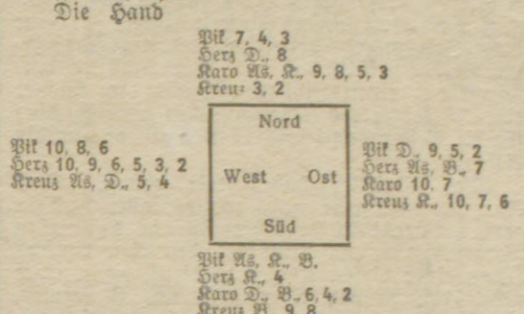 Die Hand
Pik 7, 4, 3
Herz D., 8
Karo As, K., 9, 8, 5, 3
Kreuz 3, 2
Nord
Pik 10, 8, 6
Herz 10, 9, 6, 5, 3, 2
Kreuz As, D., 5, 4
West Ost
Pik D., 9, 5, 2
Herz As, B., 7
Karo 10. 7
Kreuz K., 10, 7, 6
Süd
Pik As, K., B.
Herz K., 4
Karo D., B., 6, 4, 2
Kreuz B., 9, 8